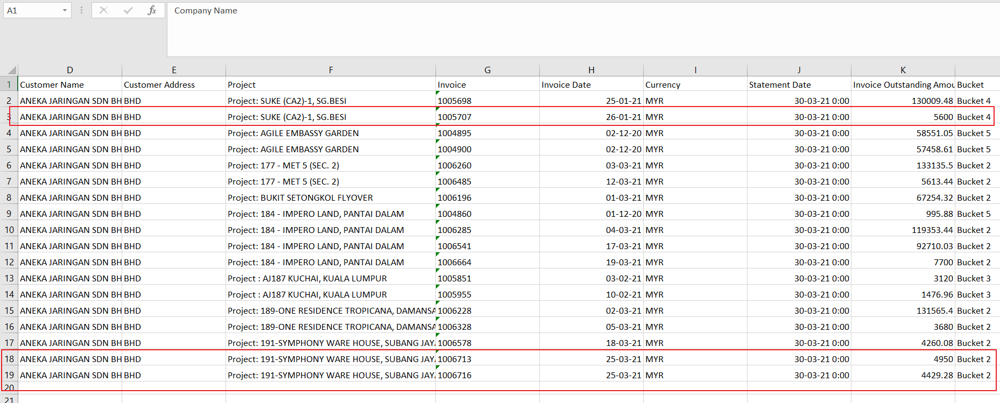 A1 fx Company Name
D E F G H I J K
1 Customer Name Customer Address Project Invoice Invoice Date Currency Statement Date Invoice Outstanding Amou Bucket
2 ANEKA JARINGAN SDN BH BHD Project: SUKE (CA2)-1, SG.BESI 1005698 25-01-21 MYR 30-03-21 0:00 130009.48 Bucket 4
3 ANEKA JARINGAN SDN BH BHD Project: SUKE (CA2)-1, SG.BESI 1005707 26-01-21 MYR 30-03-21 0:00 5600 Bucket 4
4 ANEKA JARINGAN SDN BH BHD Project: AGILE EMBASSY GARDEN 1004895 02-12-20 MYR 30-03-21 0:00 58551.05 Bucket 5
5 ANEKA JARINGAN SDN BH BHD Project: AGILE EMBASSY GARDEN 1004900 02-12-20 MYR 30-03-21 0:00 57458.61 Bucket 5
6 ANEKA JARINGAN SDN BH BHD Project: 177 - MET 5 (SEC. 2) 1006260 03-03-21 MYR 30-03-21 0:00 133135.5 Bucket 2
7 ANEKA JARINGAN SDN BH BHD Project: 177 - MET 5 (SEC. 2) 1006485 12-03-21 MYR 30-03-21 0:00 5613.44 Bucket 2
8 ANEKA JARINGAN SDN BH BHD Project: BUKIT SETONGKOL FLYOVER 1006196 01-03-21 MYR 30-03-21 0:00 67254.32 Bucket 2
9 ANEKA JARINGAN SDN BH BHD Project: 184 - IMPERO LAND, PANTAI DALAM 1004860 01-12-20 MYR 30-03-21 0:00 995.88 Bucket 5
10 ANEKA JARINGAN SDN BH BHD Project: 184 - IMPERO LAND, PANTAI DALAM 1006285 04-03-21 MYR 30-03-21 0:00 119353.44 Bucket 2
11 ANEKA JARINGAN SDN BH BHD Project: 184 - IMPERO LAND, PANTAI DALAM 1006541 17-03-21 MYR 30-03-21 0:00 92710.03 Bucket 2
12 ANEKA JARINGAN SDN BH BHD Project: 184 - IMPERO LAND, PANTAI DALAM 1006664 19-03-21 MYR 30-03-21 0:00 7700 Bucket 2
13 ANEKA JARINGAN SDN BH BHD Project : AJ187 KUCHAI, KUALA LUMPUR 1005851 03-02-21 MYR 30-03-21 0:00 3120 Bucket 3
14 ANEKA JARINGAN SDN BH BHD Project : AJ187 KUCHAI, KUALA LUMPUR 1005955 10-02-21 MYR 30-03-21 0:00 1476.96 Bucket 3
15 ANEKA JARINGAN SDN BH BHD Project: 189-ONE RESIDENCE TROPICANA, DAMANSA 1006228 02-03-21 MYR 30-03-21 0:00 131565.4 Bucket 2
16 ANEKA JARINGAN SDN BH BHD Project: 189-ONE RESIDENCE TROPICANA, DAMANSA 1006328 05-03-21 MYR 30-03-21 0:00 3680 Bucket 2
17 ANEKA JARINGAN SDN BH BHD Project: 191-SYMPHONY WARE HOUSE, SUBANG JAYA 1006578 18-03-21 MYR 30-03-21 0:00 4260.08 Bucket 2
18 ANEKA JARINGAN SDN BH BHD Project: 191-SYMPHONY WARE HOUSE, SUBANG JAYA 1006713 25-03-21 MYR 30-03-21 0:00 4950 Bucket 2
19 ANEKA JARINGAN SDN BH BHD Project: 191-SYMPHONY WARE HOUSE, SUBANG JAYA 1006716 25-03-21 MYR 30-03-21 0:00 4429.28 Bucket 2
20
21